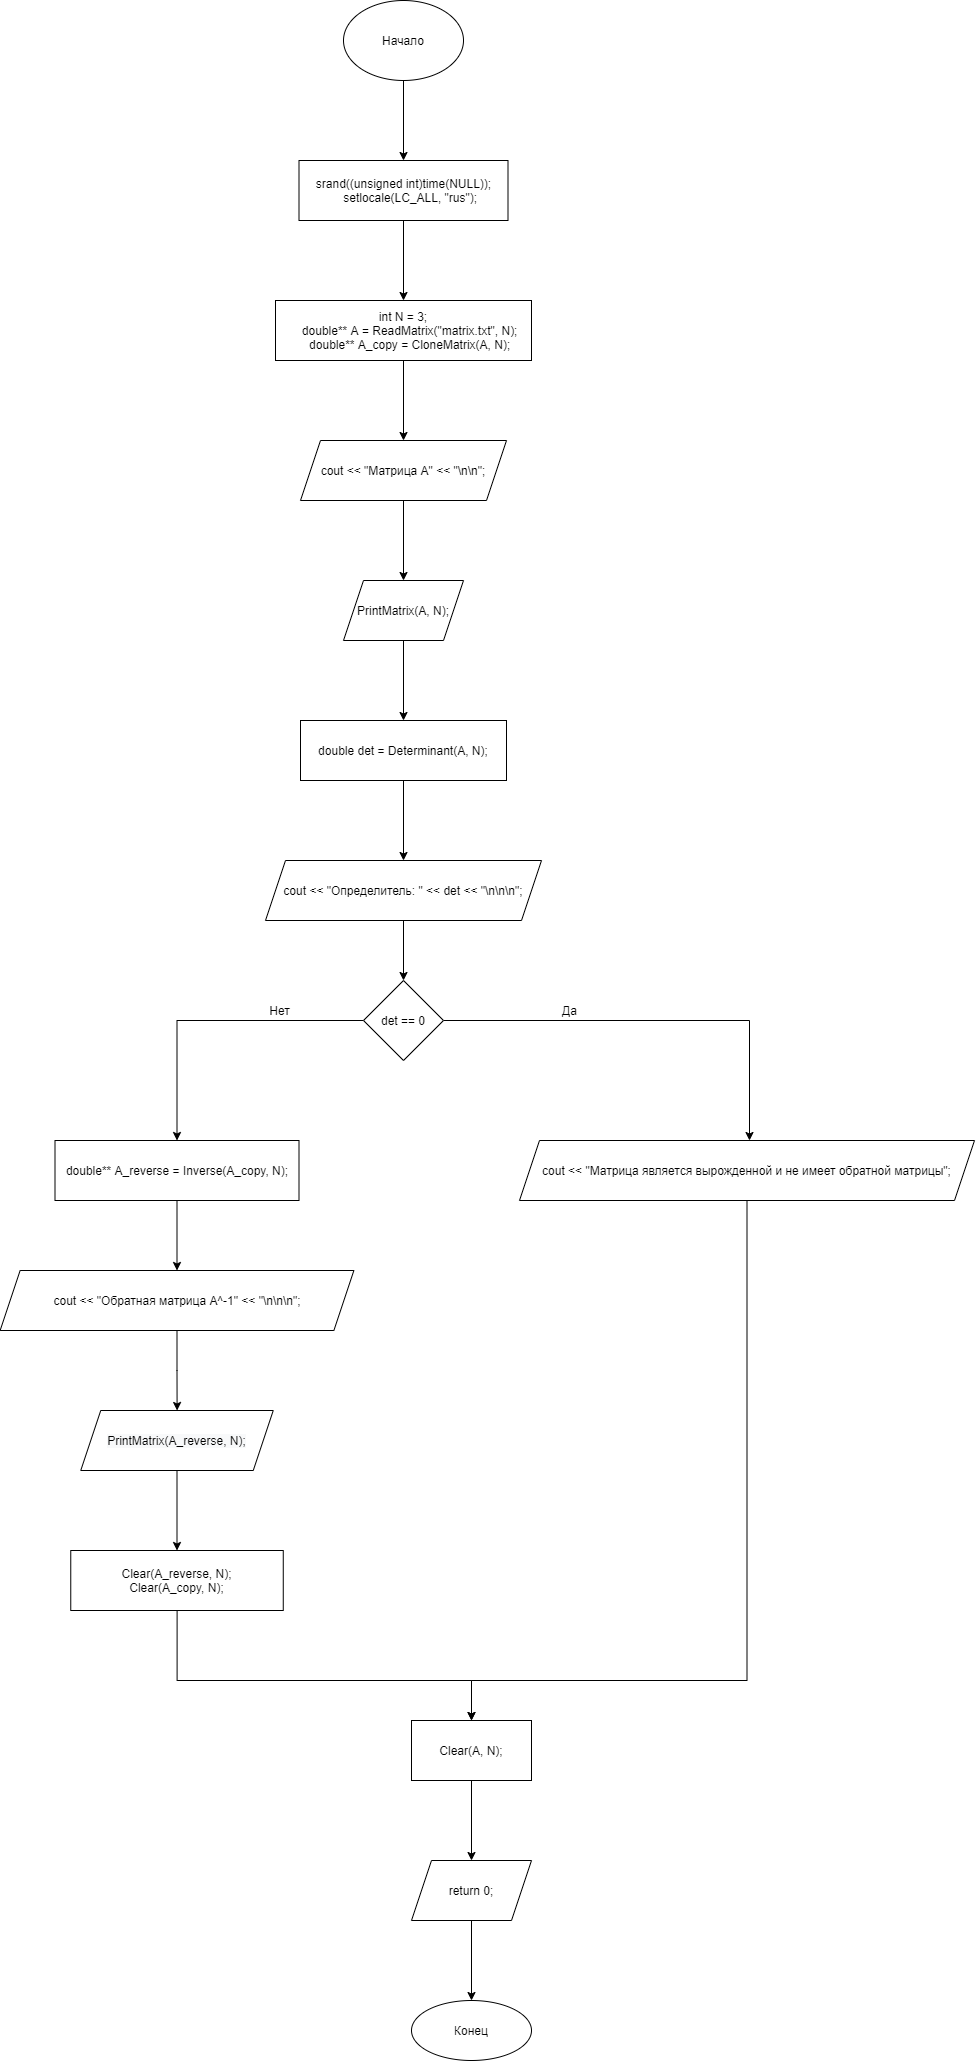 Начало
srand((unsigned int)time(NULL));
setlocale(LC_ALL, "rus");
int N = 3;
double** A = ReadMatrix("matrix.txt", N);
double** A_copy = CloneMatrix(A, N);
cout << "Матрица A" << "\n\n";
PrintMatrix(A, N);
double det = Determinant(A, N);
cout << "Определитель: " << det << "\n\n\n";
det == 0
Нет
Да
double** A_reverse = Inverse(A_copy, N);
cout << "Матрица является вырожденной и не имеет обратной матрицы";
cout << "Обратная матрица A^-1" << "\n\n\n";
PrintMatrix(A_reverse, N);
Clear(A_reverse, N);
Clear(A_copy, N);
Clear(A, N);
return 0;
Конец